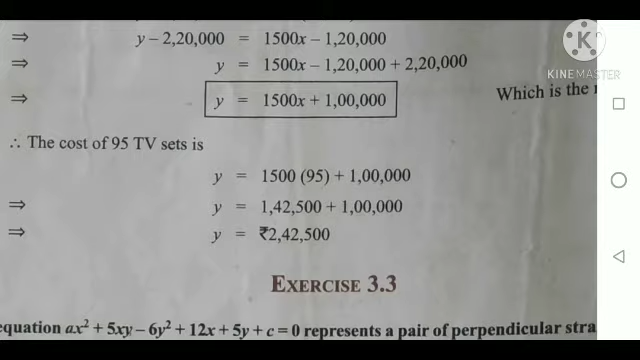 ⇒ y – 2,20,000 = 1500x – 1,20,000
⇒ y = 1500x – 1,20,000 + 2,20,000
⇒ y = 1500x + 1,00,000 Which is the
∴ The cost of 95 TV sets is
y = 1500 (95) + 1,00,000
⇒ y = 1,42,500 + 1,00,000
⇒ y = ₹2,42,500
EXERCISE 3.3
equation ax² + 5xy – 6y² + 12x + 5y + c = 0 represents a pair of perpendicular stra
KINEMASTER